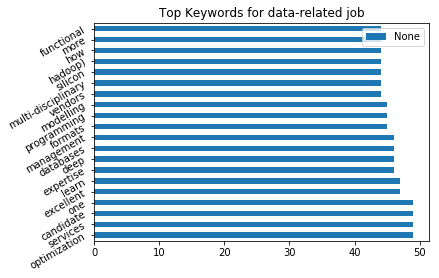 Top Keywords for data-related job
None
functional
more
how
hadoop)
silicon
multi-disciplinary
vendors
modelling
programming
formats
management
databases
deep
expertise
learn
excellent
one
candidate
services
optimization
0 10 20 30 40 50